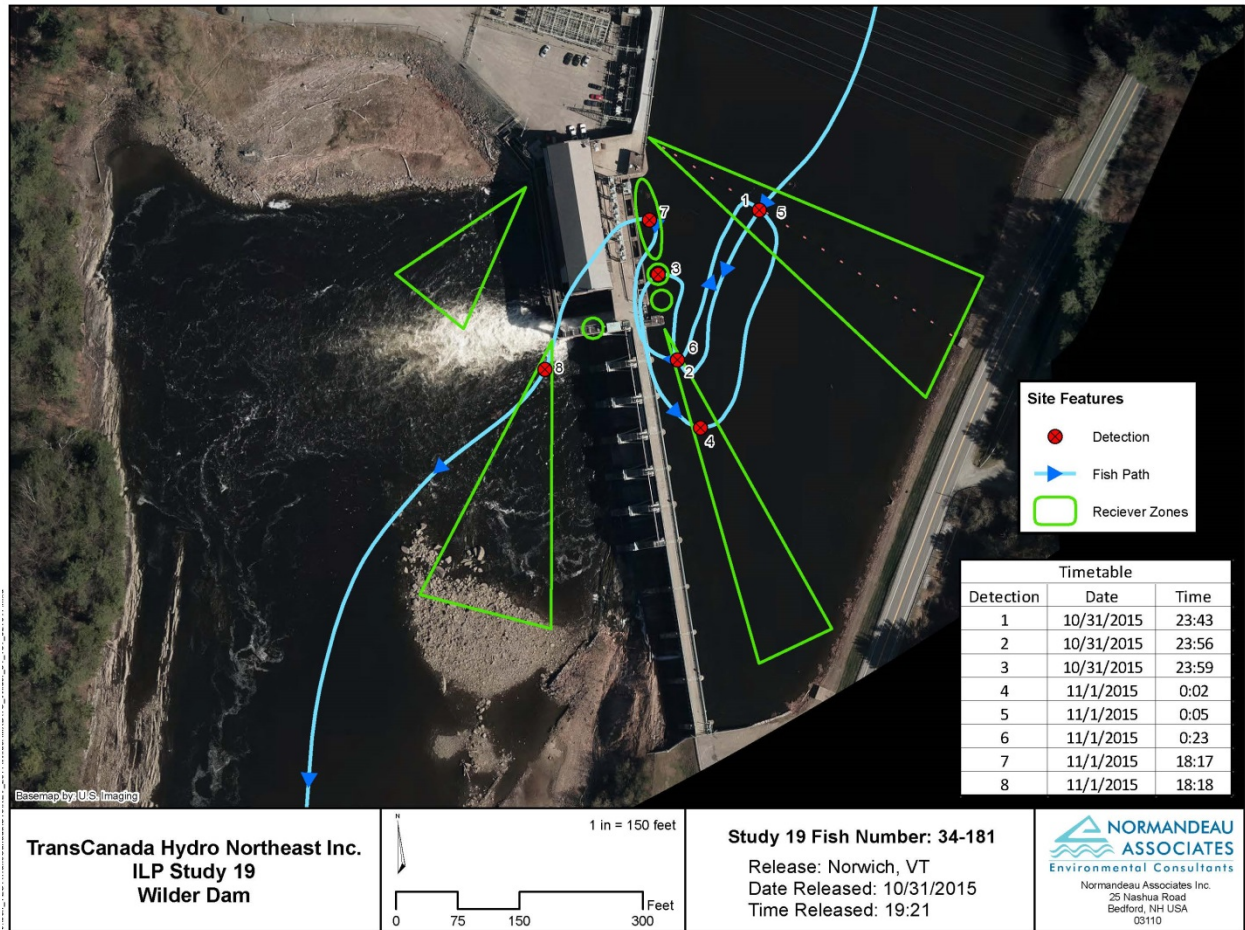 1
5
7
3
6
2
8
4
Site Features
Detection
Fish Path
Reciever Zones
Timetable
Detection Date Time
1 10/31/2015 23:43
2 10/31/2015 23:56
3 10/31/2015 23:59
4 11/1/2015 0:02
5 11/1/2015 0:05
6 11/1/2015 0:23
7 11/1/2015 18:17
8 11/1/2015 18:18
Basemap by: U.S. Imaging
TransCanada Hydro Northeast Inc.
ILP Study 19
Wilder Dam
N
1 in = 150 feet
Feet
0 75 150 300
Study 19 Fish Number: 34-181
Release: Norwich, VT
Date Released: 10/31/2015
Time Released: 19:21
NORMANDEAU
ASSOCIATES
Environmental Consultants
Normandeau Associates Inc.
25 Nashua Road
Bedford, NH USA
03110